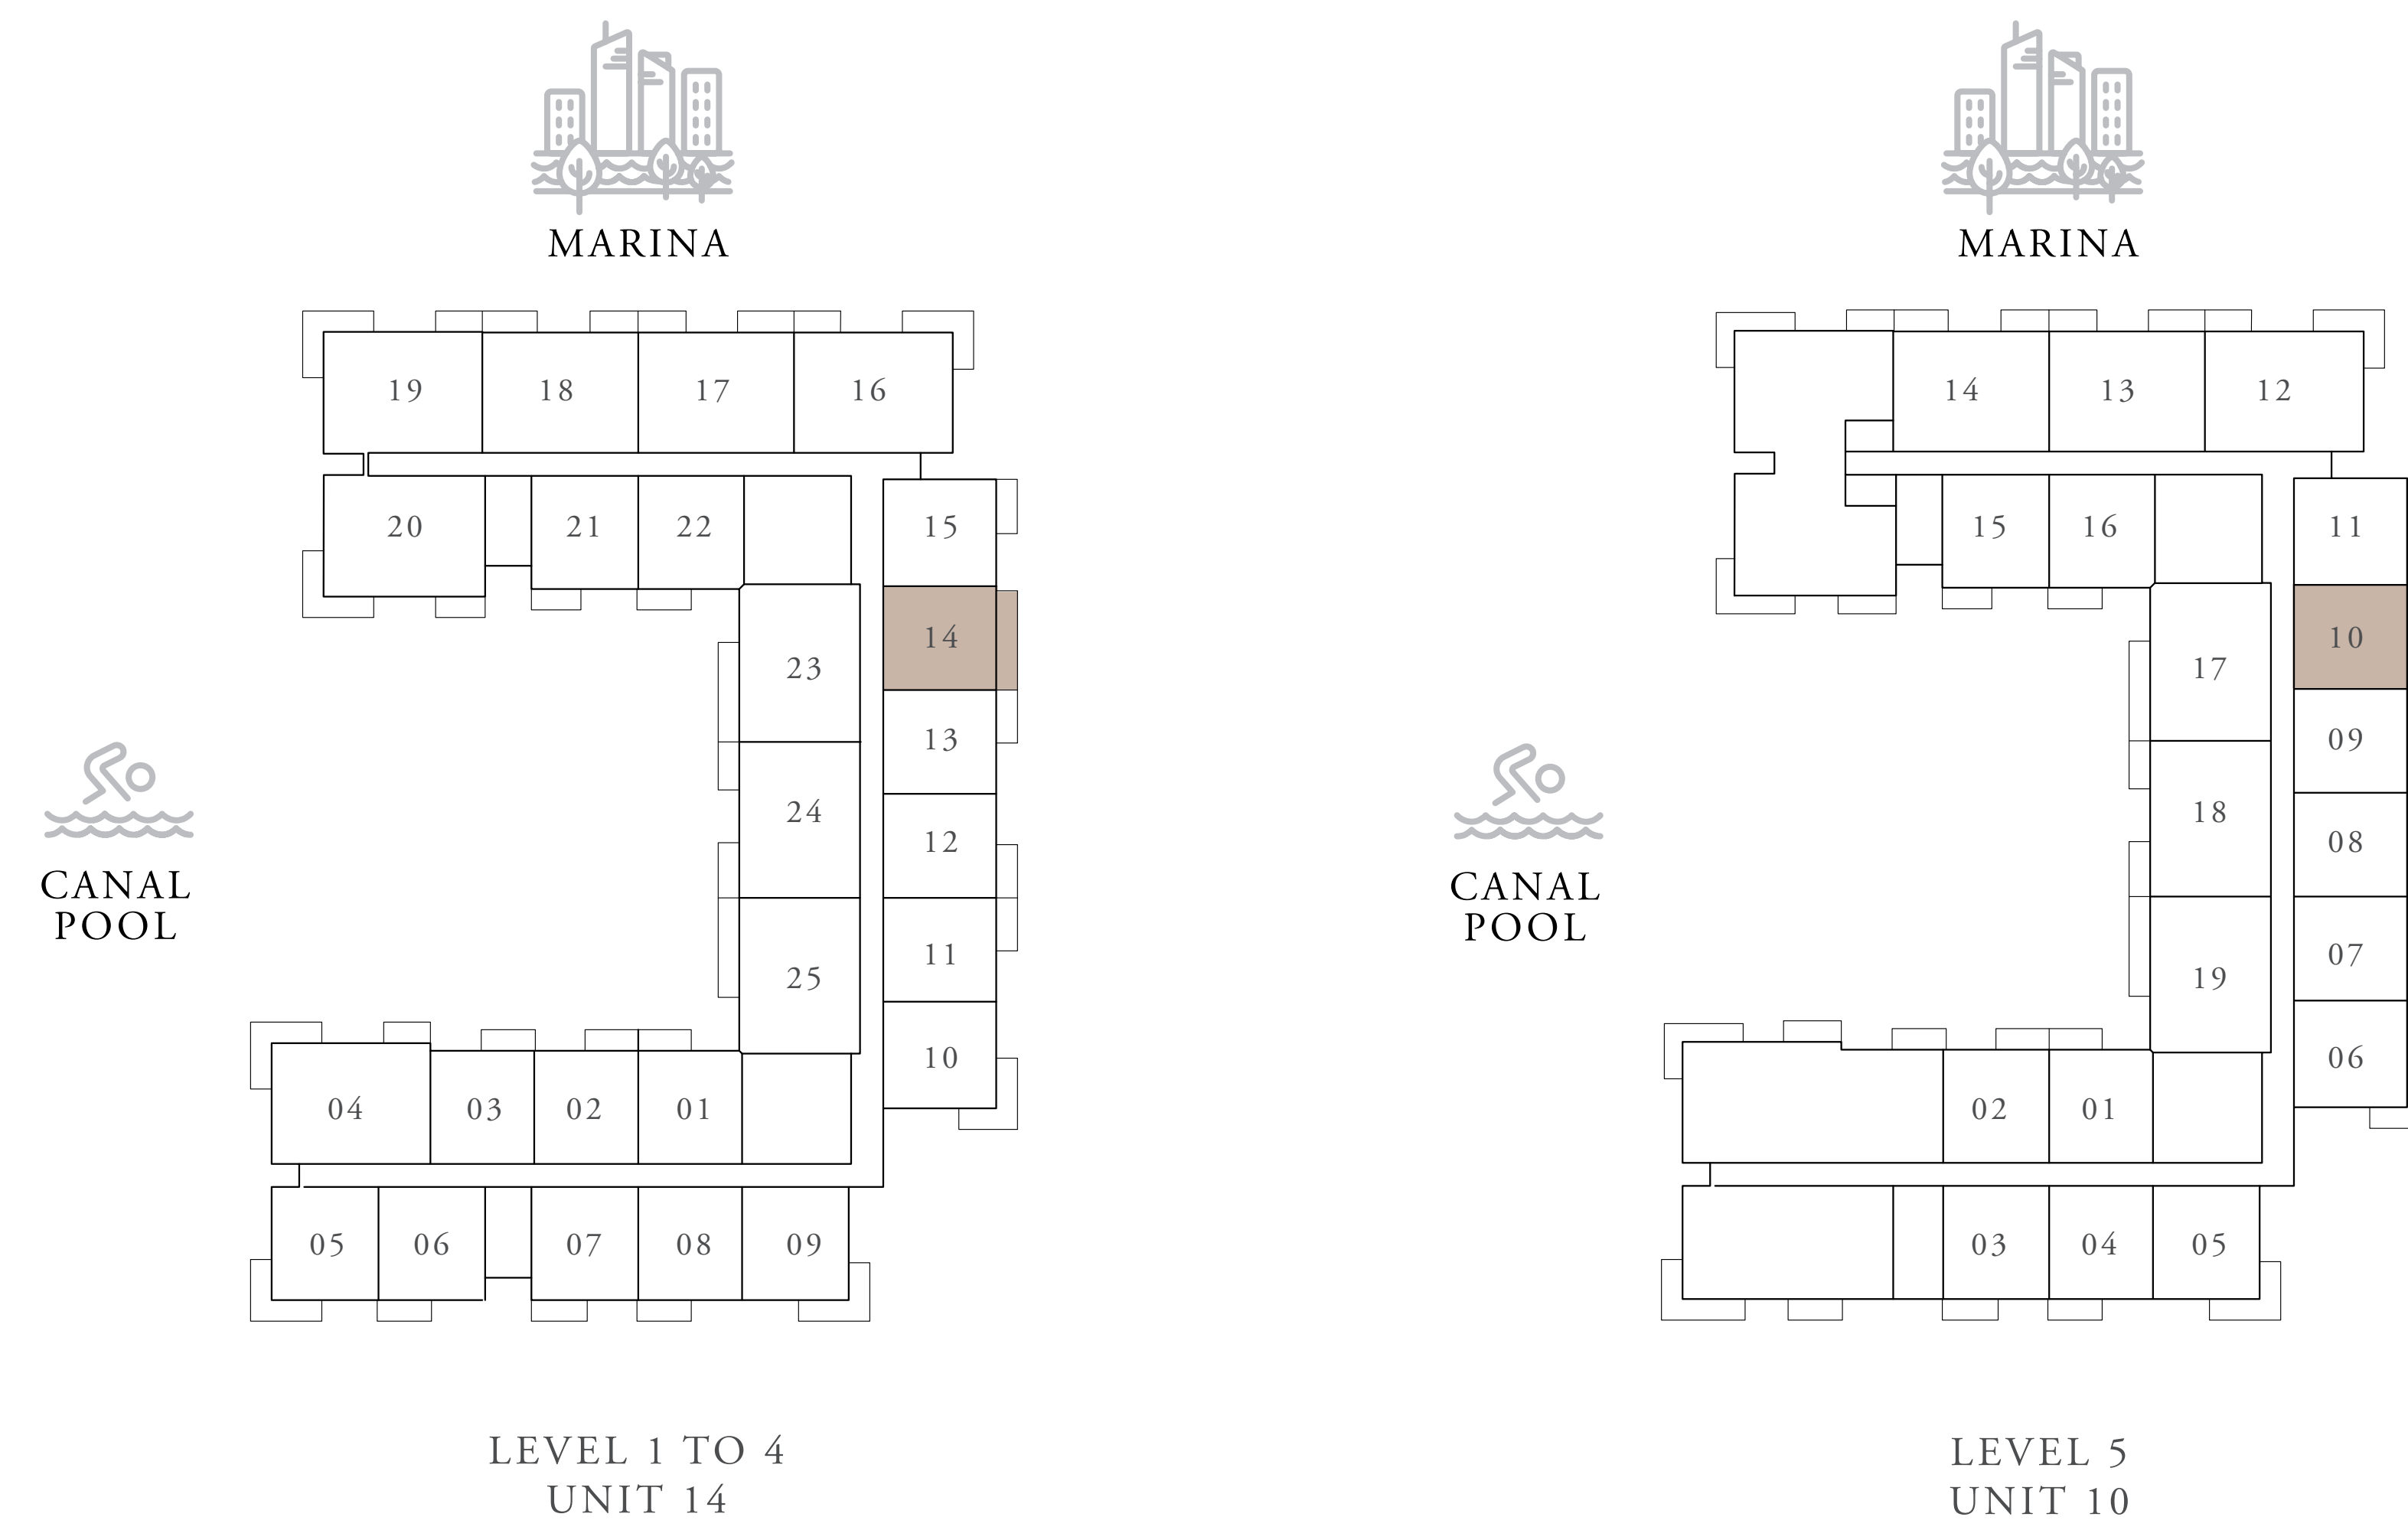 MARINA
19 18 17 16
20 21 22 15
14
23
13
24 12
11
25
10
04 03 02 01
05 06 07 08 09
CANAL
POOL
LEVEL 1 TO 4
UNIT 14
MARINA
14 13 12
15 16 11
10
17
09
18 08
07
19
06
02 01
03 04 05
CANAL
POOL
LEVEL 5
UNIT 10